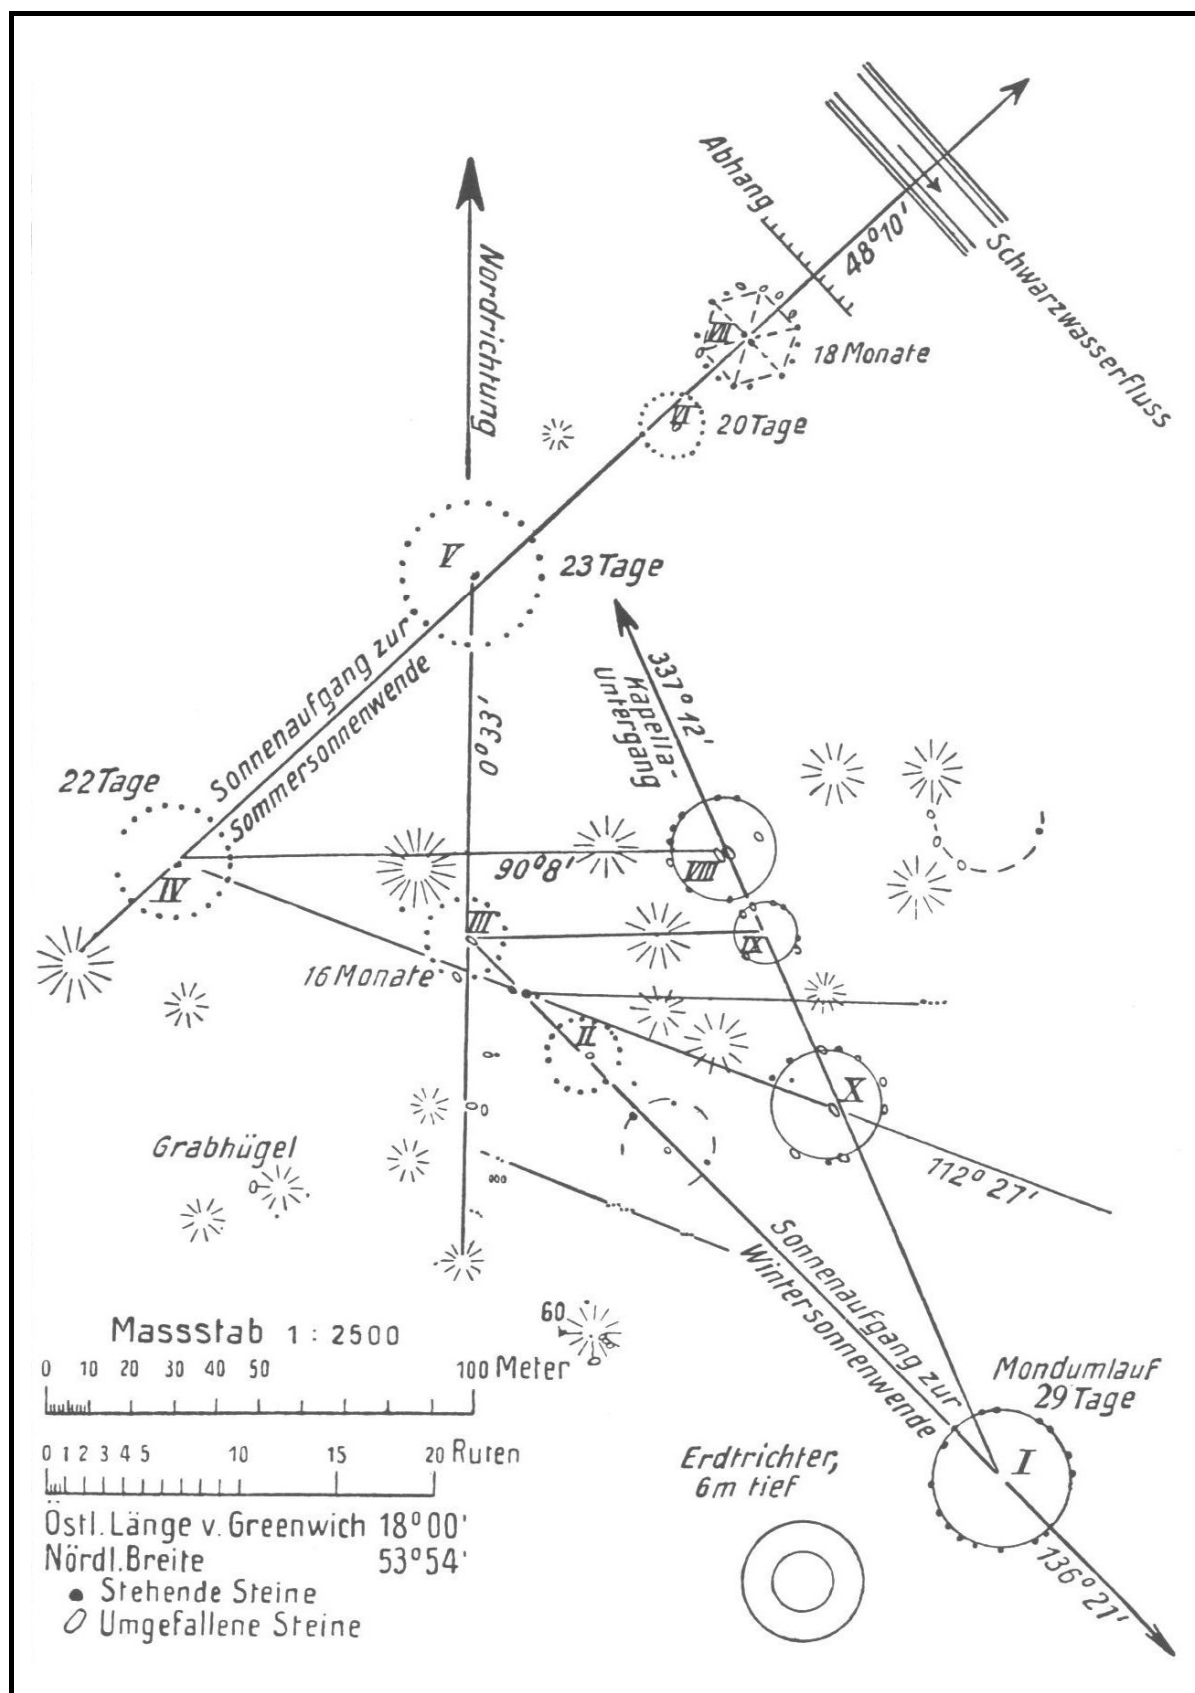 Abhang
48°10'
Schwarzwasserfluss
Nordrichtung
VII
18 Monate
VI
20 Tage
V
23 Tage
Sonnenaufgang zur
Sommersonnenwende
0°33'
337° 12'
Kapella-
Untergang
22 Tage
IV
90°8'
VIII
III
IX
16 Monate
II
X
112° 27'
Grabhügel
Sonnenaufgang zur
Wintersonnenwende
60
Massstab 1 : 2500
0 10 20 30 40 50 100 Meter
0 1 2 3 4 5 10 15 20 Ruten
Östl. Länge v. Greenwich 18°00'
Nördl. Breite 53°54'
Stehende Steine
Umgefallene Steine
Mondumlauf
29 Tage
I
Erdtrichter,
6m tief
136° 21'